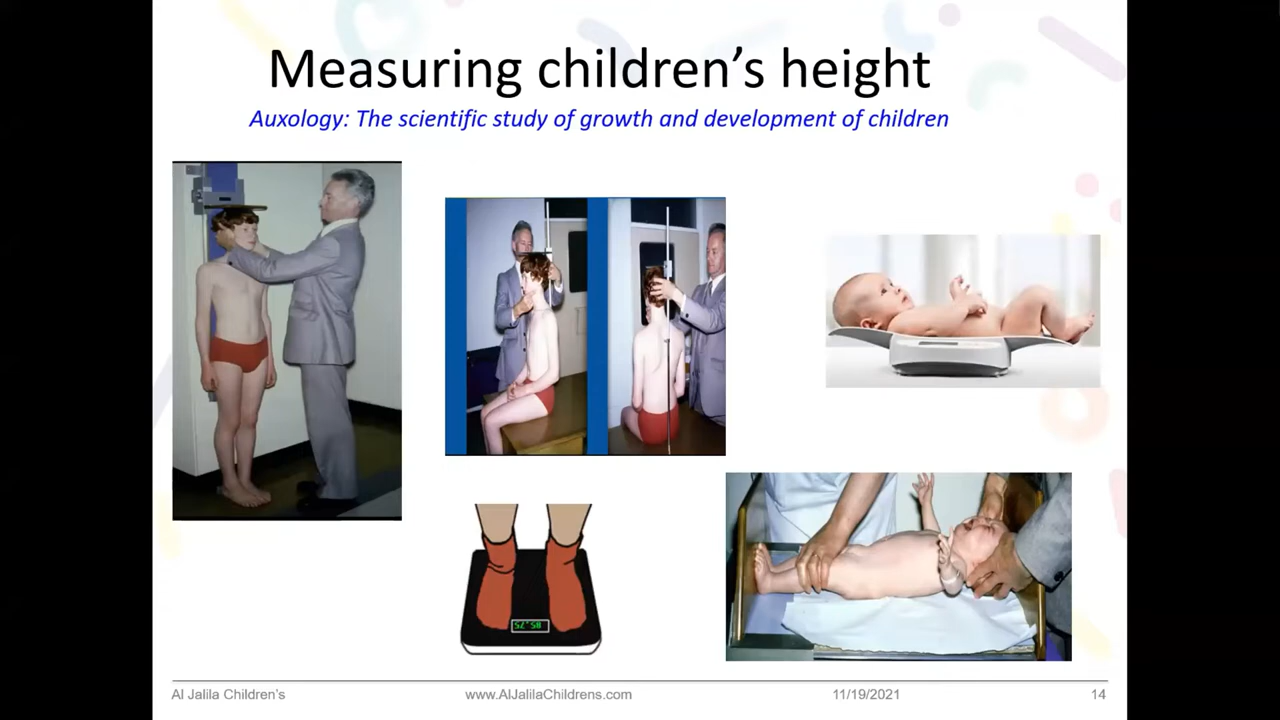 Measuring children's height
Auxology: The scientific study of growth and development of children
Al Jalila Children's
www.AlJalilaChildrens.com
11/19/2021
14